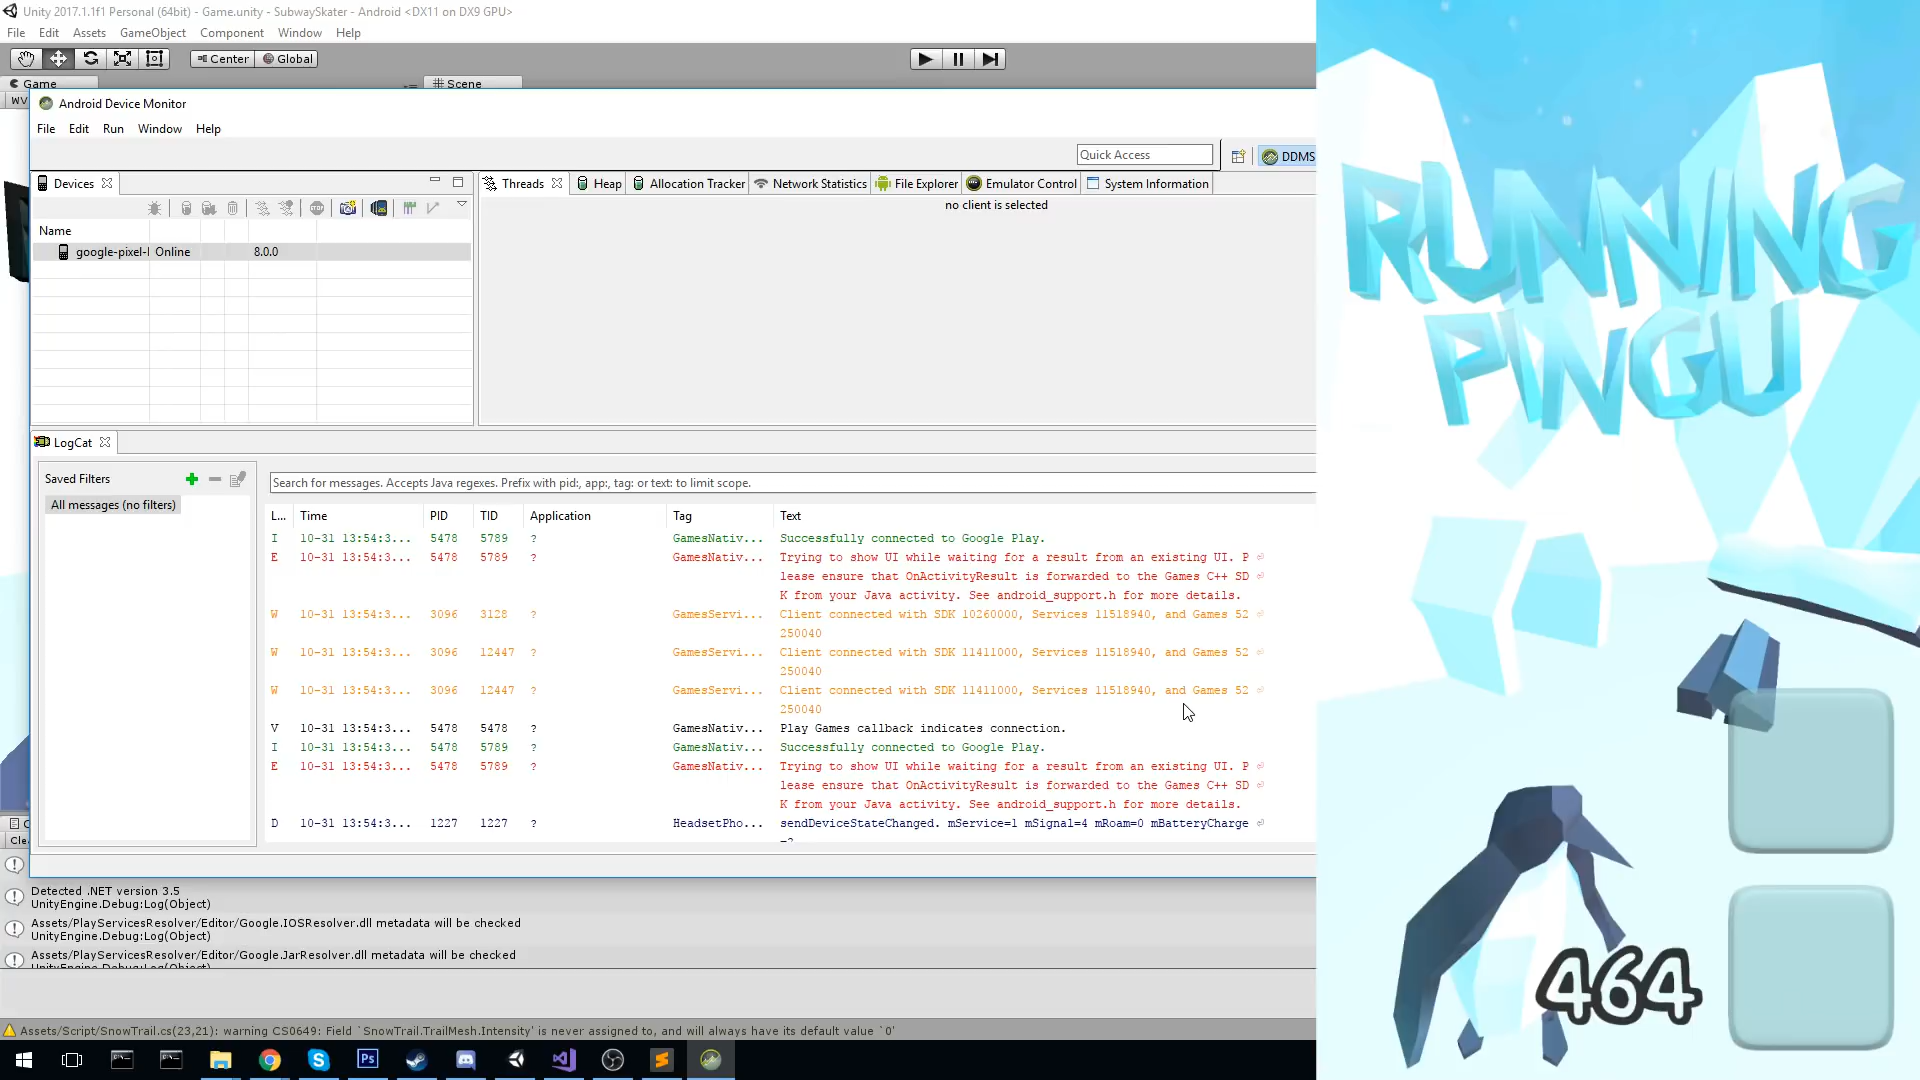 Unity 2017.1.1f1 Personal (64bit) - Game.unity - SubwaySkater - Android <DX11 on DX9 GPU>
File Edit Assets GameObject Component Window Help
Center Global
Game Scene
WV
Android Device Monitor
File Edit Run Window Help
Quick Access DDMS
Devices Threads Heap Allocation Tracker Network Statistics File Explorer Emulator Control System Information
no client is selected
Name
google-pixel-l Online 8.0.0
LogCat
Saved Filters
All messages (no filters)
Search for messages. Accepts Java regexes. Prefix with pid:, app:, tag: or text: to limit scope.
L... Time PID TID Application Tag Text
I 10-31 13:54:3... 5478 5789 ? GamesNativ... Successfully connected to Google Play.
E 10-31 13:54:3... 5478 5789 ? GamesNativ... Trying to show UI while waiting for a result from an existing UI. P
lease ensure that OnActivityResult is forwarded to the Games C++ SD
K from your Java activity. See android_support.h for more details.
W 10-31 13:54:3... 3096 3128 ? GamesServi... Client connected with SDK 10260000, Services 11518940, and Games 52
250040
W 10-31 13:54:3... 3096 12447 ? GamesServi... Client connected with SDK 11411000, Services 11518940, and Games 52
250040
W 10-31 13:54:3... 3096 12447 ? GamesServi... Client connected with SDK 11411000, Services 11518940, and Games 52
250040
V 10-31 13:54:3... 5478 5478 ? GamesNativ... Play Games callback indicates connection.
I 10-31 13:54:3... 5478 5789 ? GamesNativ... Successfully connected to Google Play.
E 10-31 13:54:3... 5478 5789 ? GamesNativ... Trying to show UI while waiting for a result from an existing UI. P
lease ensure that OnActivityResult is forwarded to the Games C++ SD
K from your Java activity. See android_support.h for more details.
D 10-31 13:54:3... 1227 1227 ? HeadsetPho... sendDeviceStateChanged. mService=1 mSignal=4 mRoam=0 mBatteryCharge
Cle
Detected .NET version 3.5
UnityEngine.Debug:Log(Object)
Assets/PlayServicesResolver/Editor/Google.IOSResolver.dll metadata will be checked
UnityEngine.Debug:Log(Object)
Assets/PlayServicesResolver/Editor/Google.JarResolver.dll metadata will be checked
UnityEngine.Debug:Log(Object)
Assets/Script/SnowTrail.cs(23,21): warning CS0649: Field `SnowTrail.TrailMesh.Intensity' is never assigned to, and will always have its default value `0'
Ps
RUNNING
PINGU
464